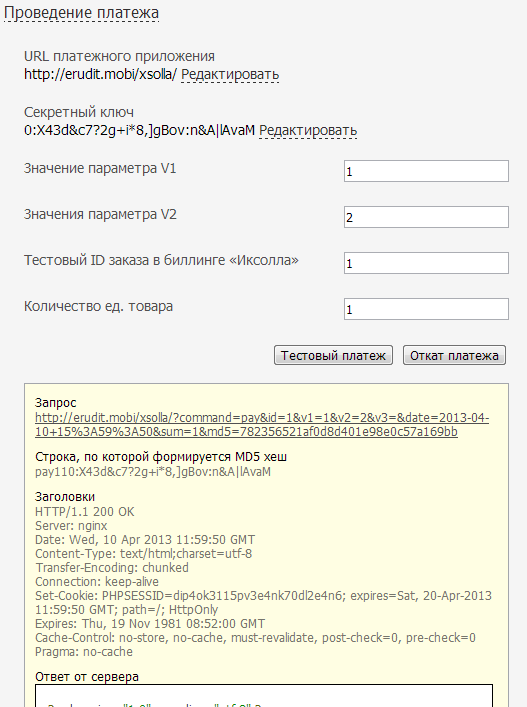 Проведение платежа
URL платежного приложения
http://erudit.mobi/xsolla/ Редактировать
Секретный ключ
0:X43d&c7?2g+i*8,]gBov:n&A|lAvaM Редактировать
Значение параметра V1
1
Значения параметра V2
2
Тестовый ID заказа в биллинге «Иксолла»
1
Количество ед. товара
1
Тестовый платеж Откат платежа
Запрос
http://erudit.mobi/xsolla/?command=pay&id=1&v1=1&v2=2&v3=&date=2013-04-
10+15%3A59%3A50&sum=1&md5=782356521af0d8d401e98e0c57a169bb
Строка, по которой формируется MD5 хеш
pay110:X43d&c7?2g+i*8,]gBov:n&A|lAvaM
Заголовки
HTTP/1.1 200 OK
Server: nginx
Date: Wed, 10 Apr 2013 11:59:50 GMT
Content-Type: text/html;charset=utf-8
Transfer-Encoding: chunked
Connection: keep-alive
Set-Cookie: PHPSESSID=dip4ok3115pv3e4nk70dl2e4n6; expires=Sat, 20-Apr-2013
11:59:50 GMT; path=/; HttpOnly
Expires: Thu, 19 Nov 1981 08:52:00 GMT
Cache-Control: no-store, no-cache, must-revalidate, post-check=0, pre-check=0
Pragma: no-cache
Ответ от сервера